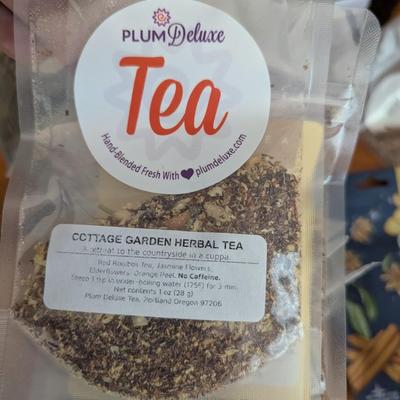 PLUM Deluxe
Tea
Hand-Blended Fresh With plumdeluxe.com
COTTAGE GARDEN HERBAL TEA
A retreat to the countryside in a cuppa.
Red Rooibos Tea, Jasmine Flowers,
Elderflowers, Orange Peel. No Caffeine.
Steep 1 tsp in under-boiling water (175F) for 3 min.
Net contents 1 oz (28 g)
Plum Deluxe Tea, Portland Oregon 97206